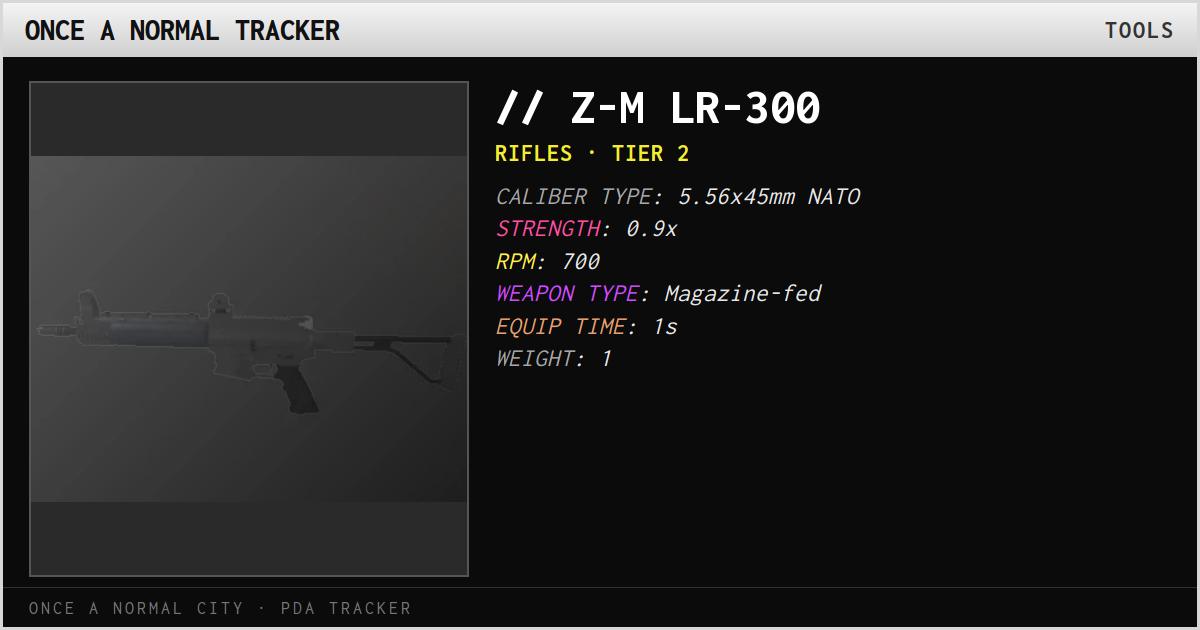 ONCE A NORMAL TRACKER
TOOLS
// Z-M LR-300
RIFLES · TIER 2
CALIBER TYPE: 5.56x45mm NATO
STRENGTH: 0.9x
RPM: 700
WEAPON TYPE: Magazine-fed
EQUIP TIME: 1s
WEIGHT: 1
ONCE A NORMAL CITY · PDA TRACKER